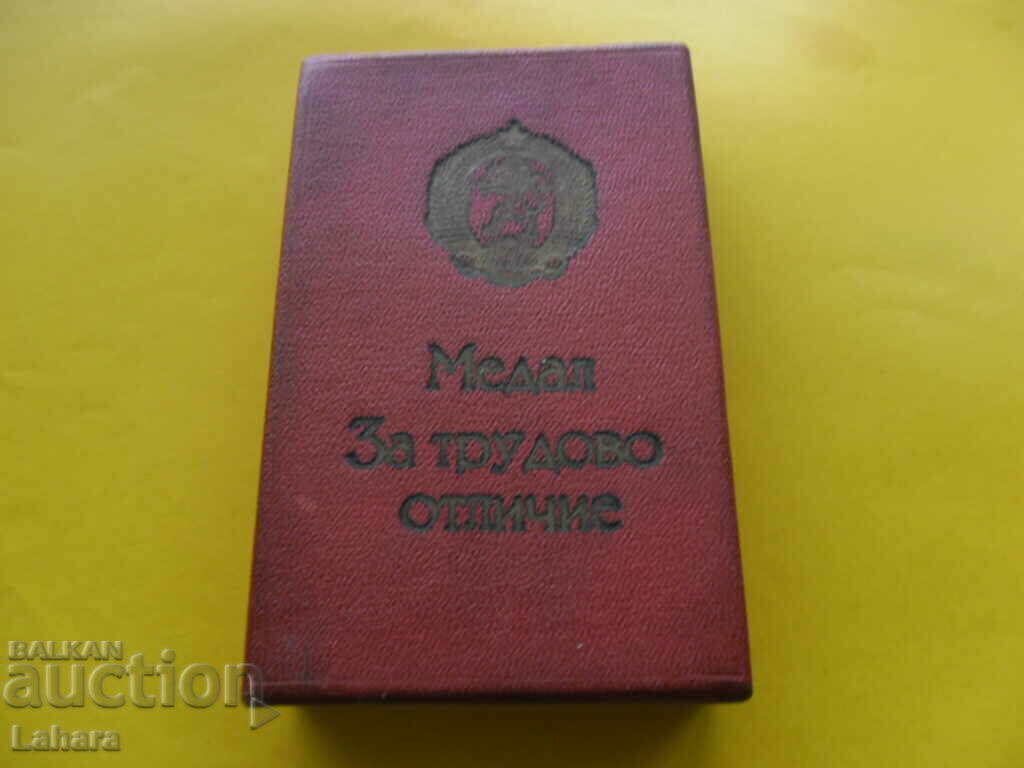 Медал
За трудово
отличие
BALKAN
auction
Lahara